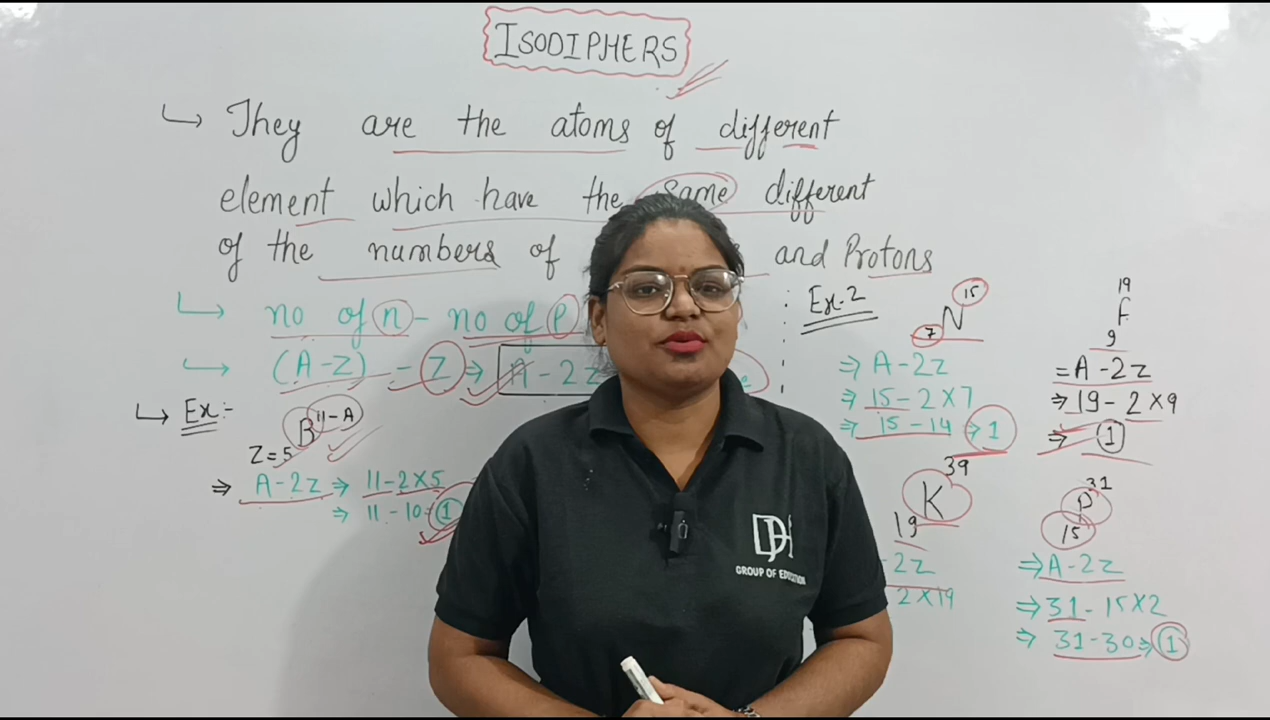 ISODIPHERS
They are the atoms of different
element which have the same different
of the numbers of and Protons
no of n - no of P
(A-Z) - Z ⇒ A-2Z
Ex:-
B 11-A
Z=5
⇒ A-2Z ⇒ 11-2×5
⇒ 11-10 1
Ex.2
15
N
7
⇒ A-2Z
⇒ 15-2×7
⇒ 15-14 ⇒ 1
19
F
9
= A-2Z
⇒ 19-2×9
⇒ 1
39
K
19
-2Z
2×19
31
P
15
⇒ A-2Z
⇒ 31-15×2
⇒ 31-30 ⇒ 1
DJH
GROUP OF EDUCATION